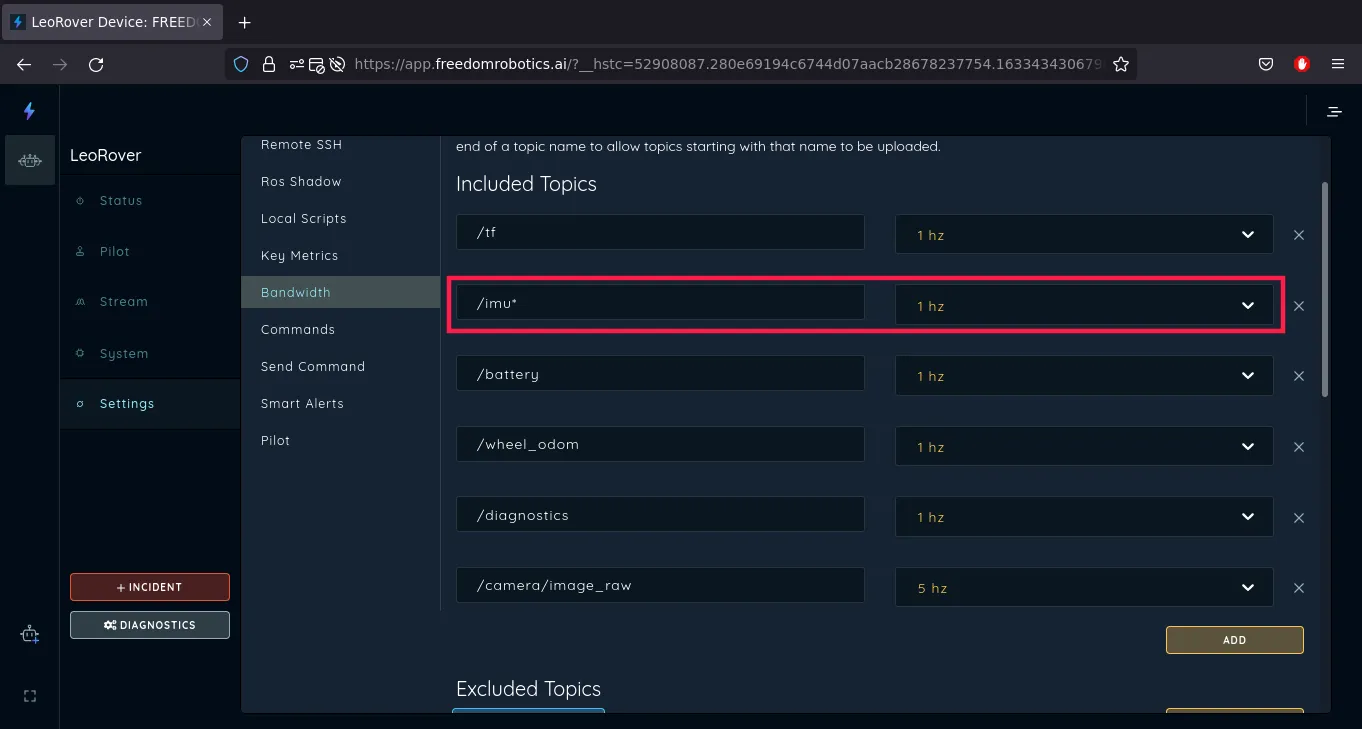 LeoRover Device: FREED
https://app.freedomrobotics.ai/?__hstc=52908087.280e69194c6744d07aacb28678237754.163343430679
LeoRover
Status
Pilot
Stream
System
Settings
+ INCIDENT
DIAGNOSTICS
Remote SSH
Ros Shadow
Local Scripts
Key Metrics
Bandwidth
Commands
Send Command
Smart Alerts
Pilot
end of a topic name to allow topics starting with that name to be uploaded.
Included Topics
/tf 1 hz
/imu* 1 hz
/battery 1 hz
/wheel_odom 1 hz
/diagnostics 1 hz
/camera/image_raw 5 hz
ADD
Excluded Topics